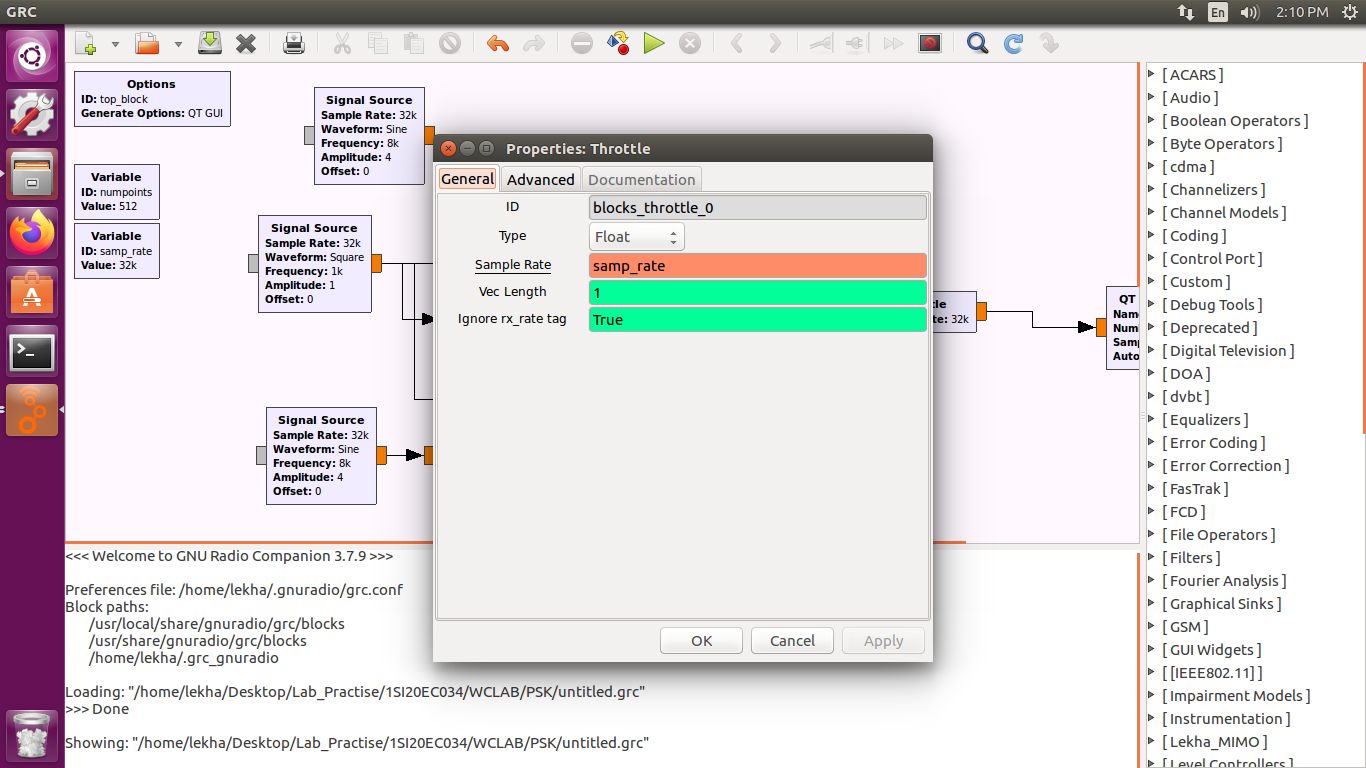 GRC
En
2:10 PM
Options
ID: top_block
Generate Options: QT GUI
Variable
ID: numpoints
Value: 512
Variable
ID: samp_rate
Value: 32k
Signal Source
Sample Rate: 32k
Waveform: Sine
Frequency: 8k
Amplitude: 4
Offset: 0
Signal Source
Sample Rate: 32k
Waveform: Square
Frequency: 1k
Amplitude: 1
Offset: 0
Signal Source
Sample Rate: 32k
Waveform: Sine
Frequency: 8k
Amplitude: 4
Offset: 0
Properties: Throttle
General
Advanced
Documentation
ID
blocks_throttle_0
Type
Float
Sample Rate
samp_rate
Vec Length
1
Ignore rx_rate tag
True
OK
Cancel
Apply
tle
te: 32k
QT
Name
Num
Samp
Auto
<<< Welcome to GNU Radio Companion 3.7.9 >>>
Preferences file: /home/lekha/.gnuradio/grc.conf
Block paths:
/usr/local/share/gnuradio/grc/blocks
/usr/share/gnuradio/grc/blocks
/home/lekha/.grc_gnuradio
Loading: "/home/lekha/Desktop/Lab_Practise/1SI20EC034/WCLAB/PSK/untitled.grc"
>>> Done
Showing: "/home/lekha/Desktop/Lab_Practise/1SI20EC034/WCLAB/PSK/untitled.grc"
[ ACARS ]
[ Audio ]
[ Boolean Operators ]
[ Byte Operators ]
[ cdma ]
[ Channelizers ]
[ Channel Models ]
[ Coding ]
[ Control Port ]
[ Custom ]
[ Debug Tools ]
[ Deprecated ]
[ Digital Television ]
[ DOA ]
[ dvbt ]
[ Equalizers ]
[ Error Coding ]
[ Error Correction ]
[ FasTrak ]
[ FCD ]
[ File Operators ]
[ Filters ]
[ Fourier Analysis ]
[ Graphical Sinks ]
[ GSM ]
[ GUI Widgets ]
[ [IEEE802.11] ]
[ Impairment Models ]
[ Instrumentation ]
[ Lekha_MIMO ]
[ Level Controllers ]